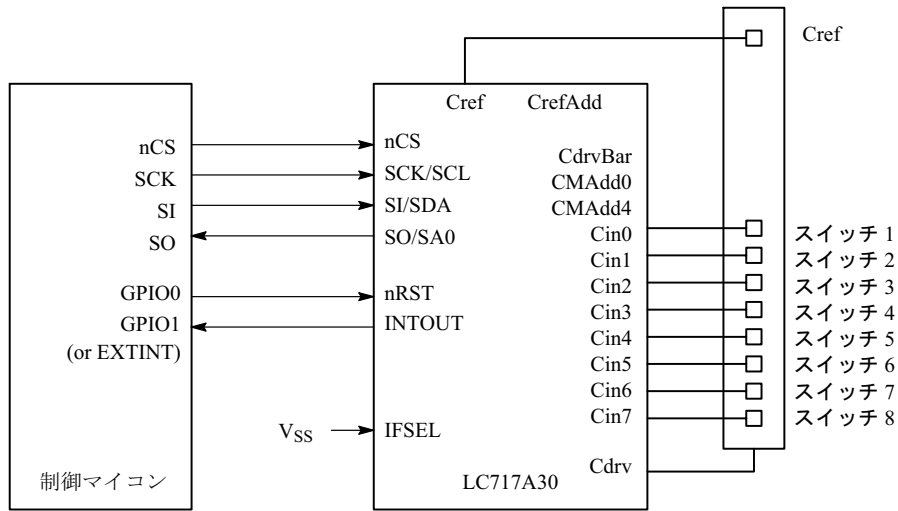 Cref
Cref CrefAdd
nCS
SCK
SI
SO
GPIO0
GPIO1
(or EXTINT)
制御マイコン
VSS
nCS
SCK/SCL
SI/SDA
SO/SA0
nRST
INTOUT
IFSEL
LC717A30
CdrvBar
CMAdd0
CMAdd4
Cin0
Cin1
Cin2
Cin3
Cin4
Cin5
Cin6
Cin7
Cdrv
スイッチ 1
スイッチ 2
スイッチ 3
スイッチ 4
スイッチ 5
スイッチ 6
スイッチ 7
スイッチ 8